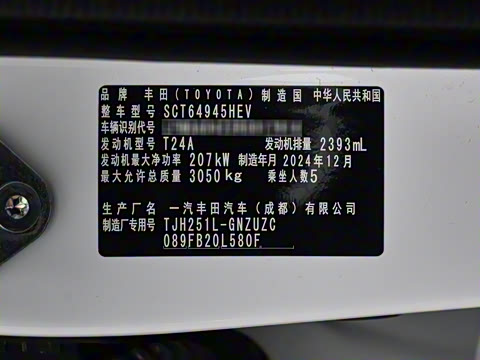 品牌 丰田(TOYOTA) 制造国 中华人民共和国
整车型号 SCT64945HEV
车辆识别代号
发动机型号 T24A 发动机排量 2393mL
发动机最大净功率 207kW 制造年月 2024年12月
最大允许总质量 3050kg 乘坐人数5
生产厂名 一汽丰田汽车(成都)有限公司
制造厂专用号 TJH251L-GNZUZC
089FB20L580F